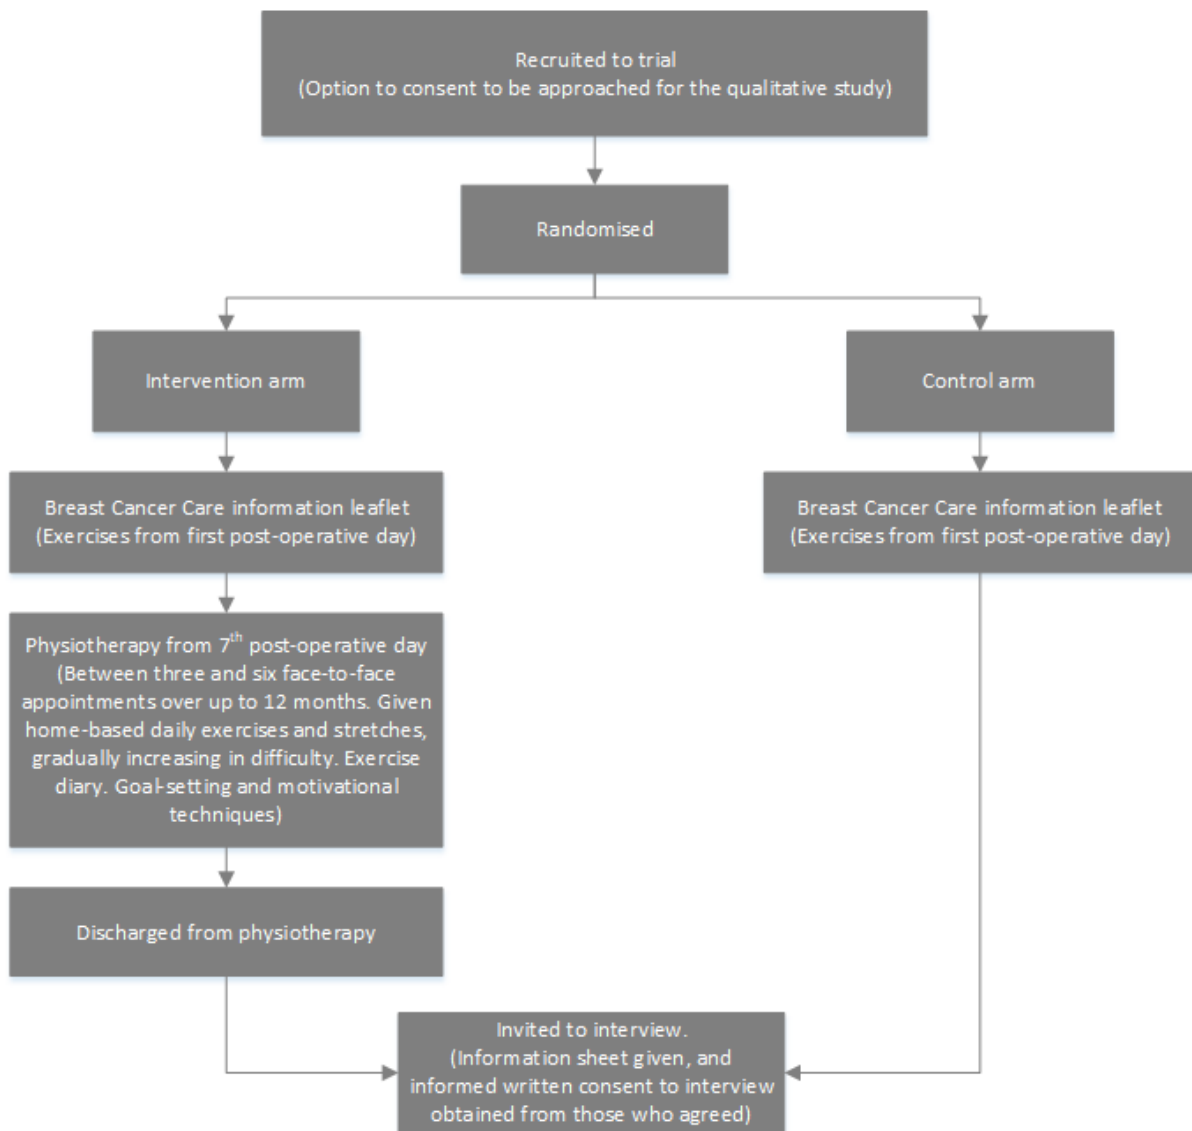 Recruited to trial
(Option to consent to be approached for the qualitative study)
Randomised
Intervention arm
Control arm
Breast Cancer Care information leaflet
(Exercises from first post-operative day)
Breast Cancer Care information leaflet
(Exercises from first post-operative day)
Physiotherapy from 7th post-operative day
(Between three and six face-to-face
appointments over up to 12 months. Given
home-based daily exercises and stretches,
gradually increasing in difficulty. Exercise
diary. Goal-setting and motivational
techniques)
Discharged from physiotherapy
Invited to interview.
(Information sheet given, and
informed written consent to interview
obtained from those who agreed)